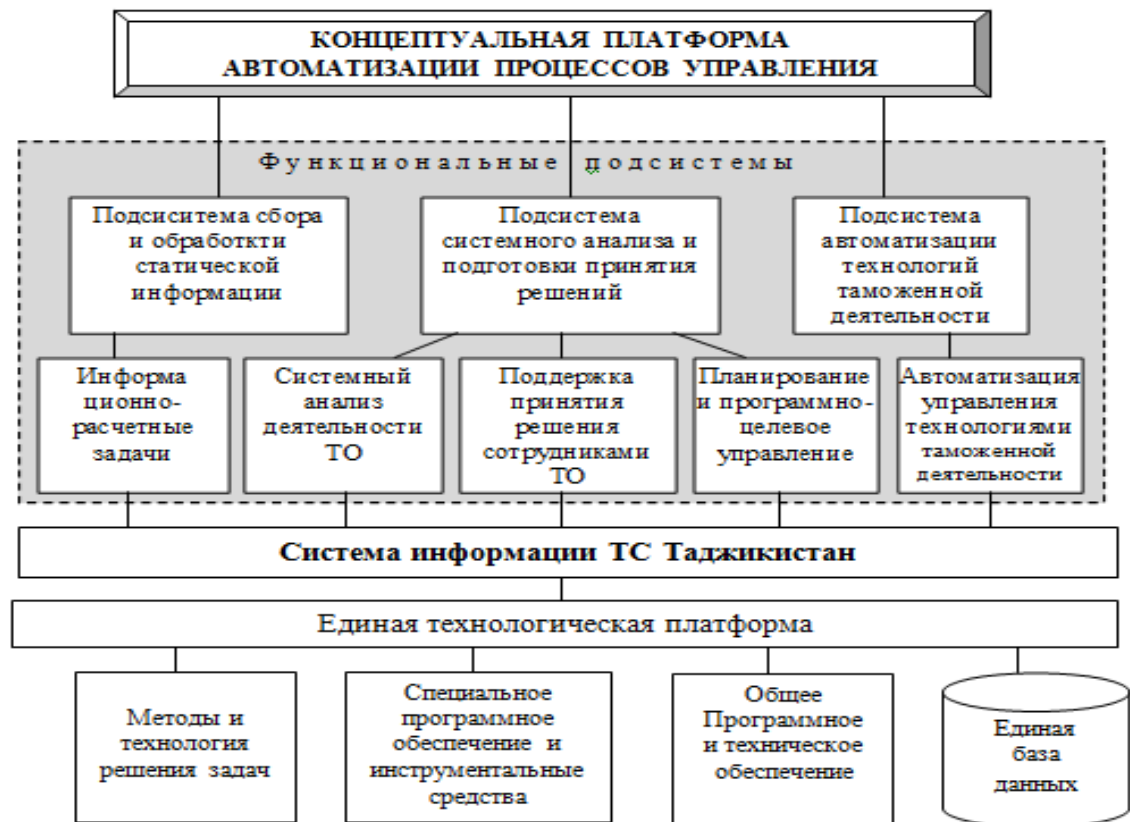 КОНЦЕПТУАЛЬНАЯ ПЛАТФОРМА
АВТОМАТИЗАЦИИ ПРОЦЕССОВ УПРАВЛЕНИЯ
Функциональные подсистемы
Подсиситема сбора
и обработкти
статической
информации
Подсистема
системного анализа и
подготовки принятия
решений
Подсистема
автоматизации
технологий
таможенной
деятельности
Информа
ционно-
расчетные
задачи
Системный
анализ
деятельности
ТО
Поддержка
принятия
решения
сотрудниками
ТО
Планирование
и программно-
целевое
управление
Автоматизация
управления
технологиями
таможенной
деятельности
Система информации ТС Таджикистан
Единая технологическая платформа
Методы и
технология
решения задач
Специальное
программное
обеспечение и
инструментальные
средства
Общее
Программное
и техническое
обеспечение
Единая
база
данных